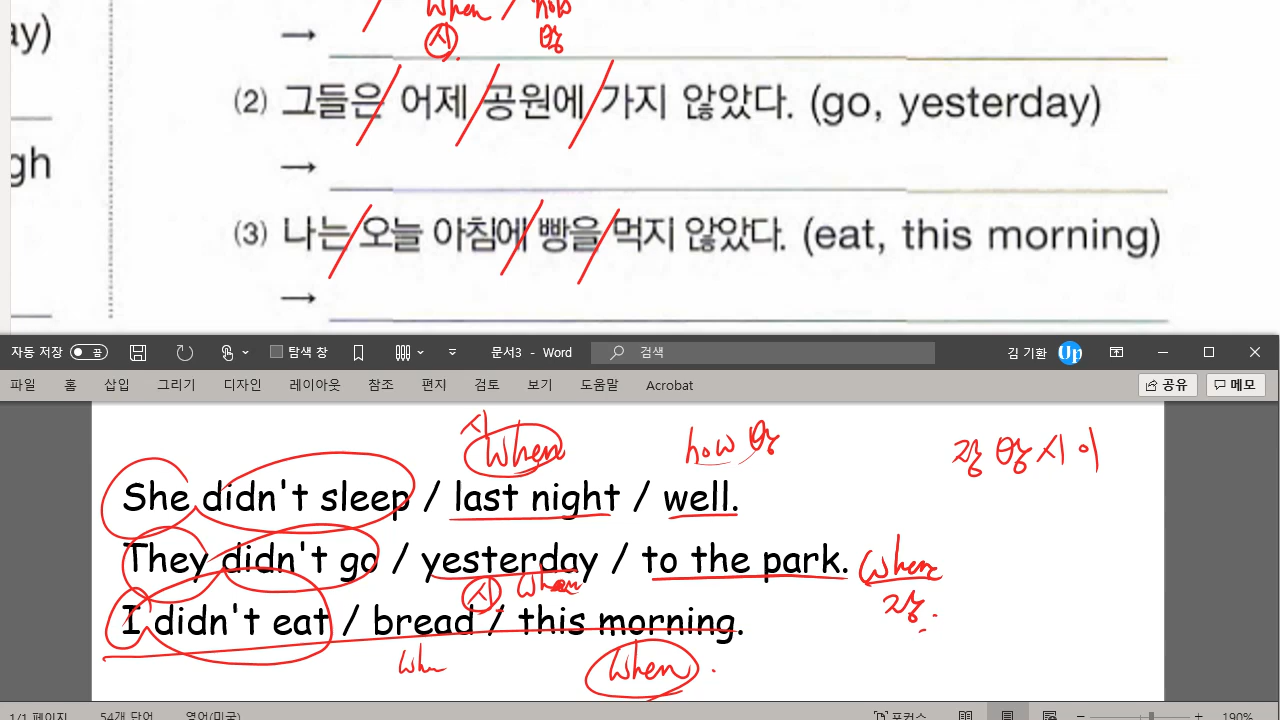 when / how
ay)
→ 시 방
(2) 그들은 / 어제 / 공원에 / 가지 않았다. (go, yesterday)
→
gh
(3) 나는 / 오늘 아침에 / 빵을 / 먹지 않았다. (eat, this morning)
→
자동 저장 끔 탐색 창 문서3 - Word 검색 김 기환 Up
파일 홈 삽입 그리기 디자인 레이아웃 참조 편지 검토 보기 도움말 Acrobat 공유 메모
시 when how 방 장 방 시 이
She didn't sleep / last night / well.
They didn't go / yesterday / to the park. where
시 when 장
I didn't eat / bread / this morning.
when
1/1 페이지 54개 단어 영어(미국) 포커스 190%